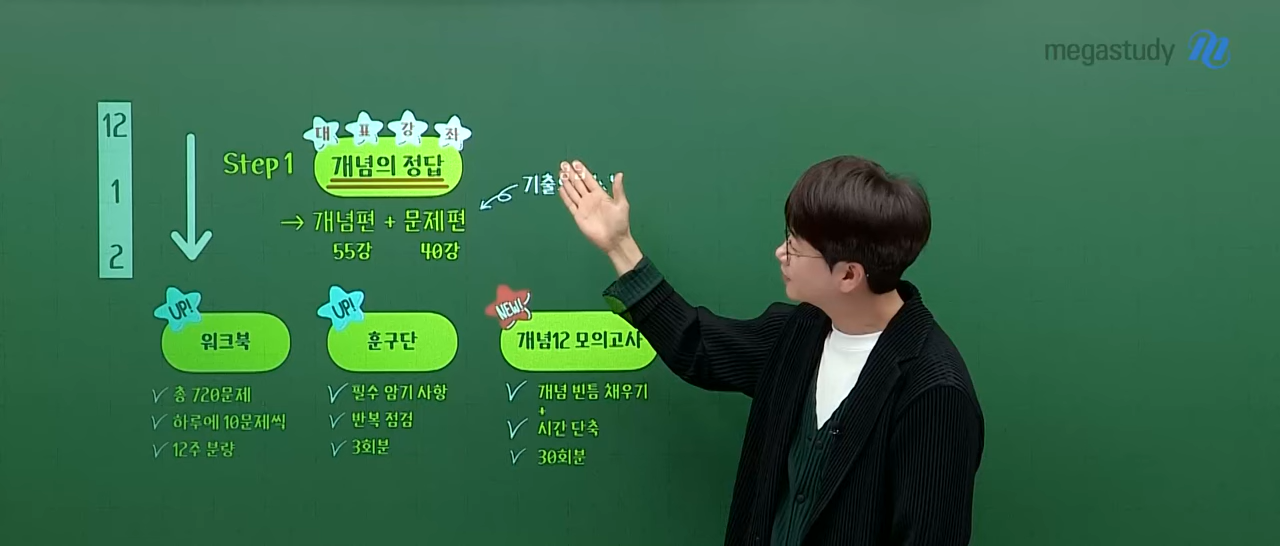 megastudy
12
1
2
대 표 강 좌
Step 1 개념의 정답
→ 개념편 + 문제편
55강 40강
UP!
워크북
✓ 총 720문제
✓ 하루에 10문제씩
✓ 12주 분량
UP!
훈구단
✓ 필수 암기 사항
✓ 반복 점검
✓ 3회분
NEW!
개념12 모의고사
✓ 개념 빈틈 채우기
+
✓ 시간 단축
✓ 30회분